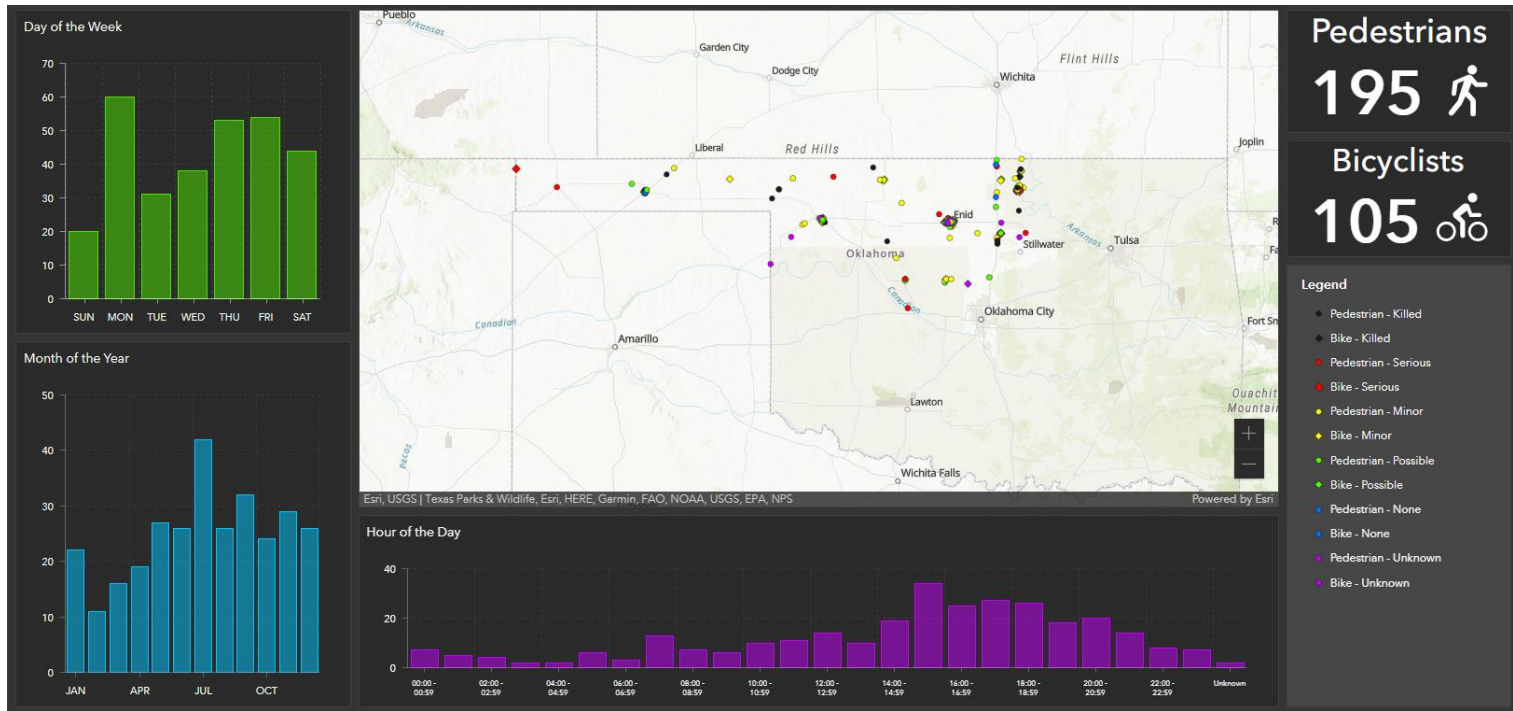 Day of the Week
70
60
50
40
30
20
10
0
SUN MON TUE WED THU FRI SAT
Month of the Year
50
40
30
20
10
0
JAN APR JUL OCT
Pueblo
Arkansas
Garden City
Dodge City
Flint Hills
Wichita
Joplin
Liberal
Red Hills
Enid
Arkansas
Tulsa
Stillwater
Oklahoma
Canadian
Oklahoma City
Canadian
Amarillo
Fort Sm
Lawton
Ouachit
Mountai
Pecos
Wichita Falls
+
−
Esri, USGS | Texas Parks & Wildlife, Esri, HERE, Garmin, FAO, NOAA, USGS, EPA, NPS
Powered by Esri
Hour of the Day
40
20
0
00:00 - 02:00 - 04:00 - 06:00 - 08:00 - 10:00 - 12:00 - 14:00 - 16:00 - 18:00 - 20:00 - 22:00 - Unknown
00:59 02:59 04:59 06:59 08:59 10:59 12:59 14:59 16:59 18:59 20:59 22:59
Pedestrians
195
Bicyclists
105
Legend
Pedestrian - Killed
Bike - Killed
Pedestrian - Serious
Bike - Serious
Pedestrian - Minor
Bike - Minor
Pedestrian - Possible
Bike - Possible
Pedestrian - None
Bike - None
Pedestrian - Unknown
Bike - Unknown